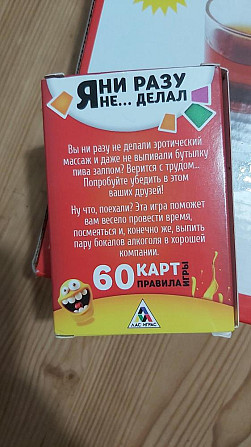 Я НИ РАЗУ
НЕ... ДЕЛАЛ
Вы ни разу не делали эротический
массаж и даже не выпивали бутылку
пива залпом? Верится с трудом...
Попробуйте убедить в этом
ваших друзей!
Ну что, поехали? Эта игра поможет
вам весело провести время,
посмеяться и, конечно же, выпить
пару бокалов алкоголя в хорошей
компании.
60 КАРТ
ПРАВИЛА
ИГРЫ
ЛАС ИГРАС